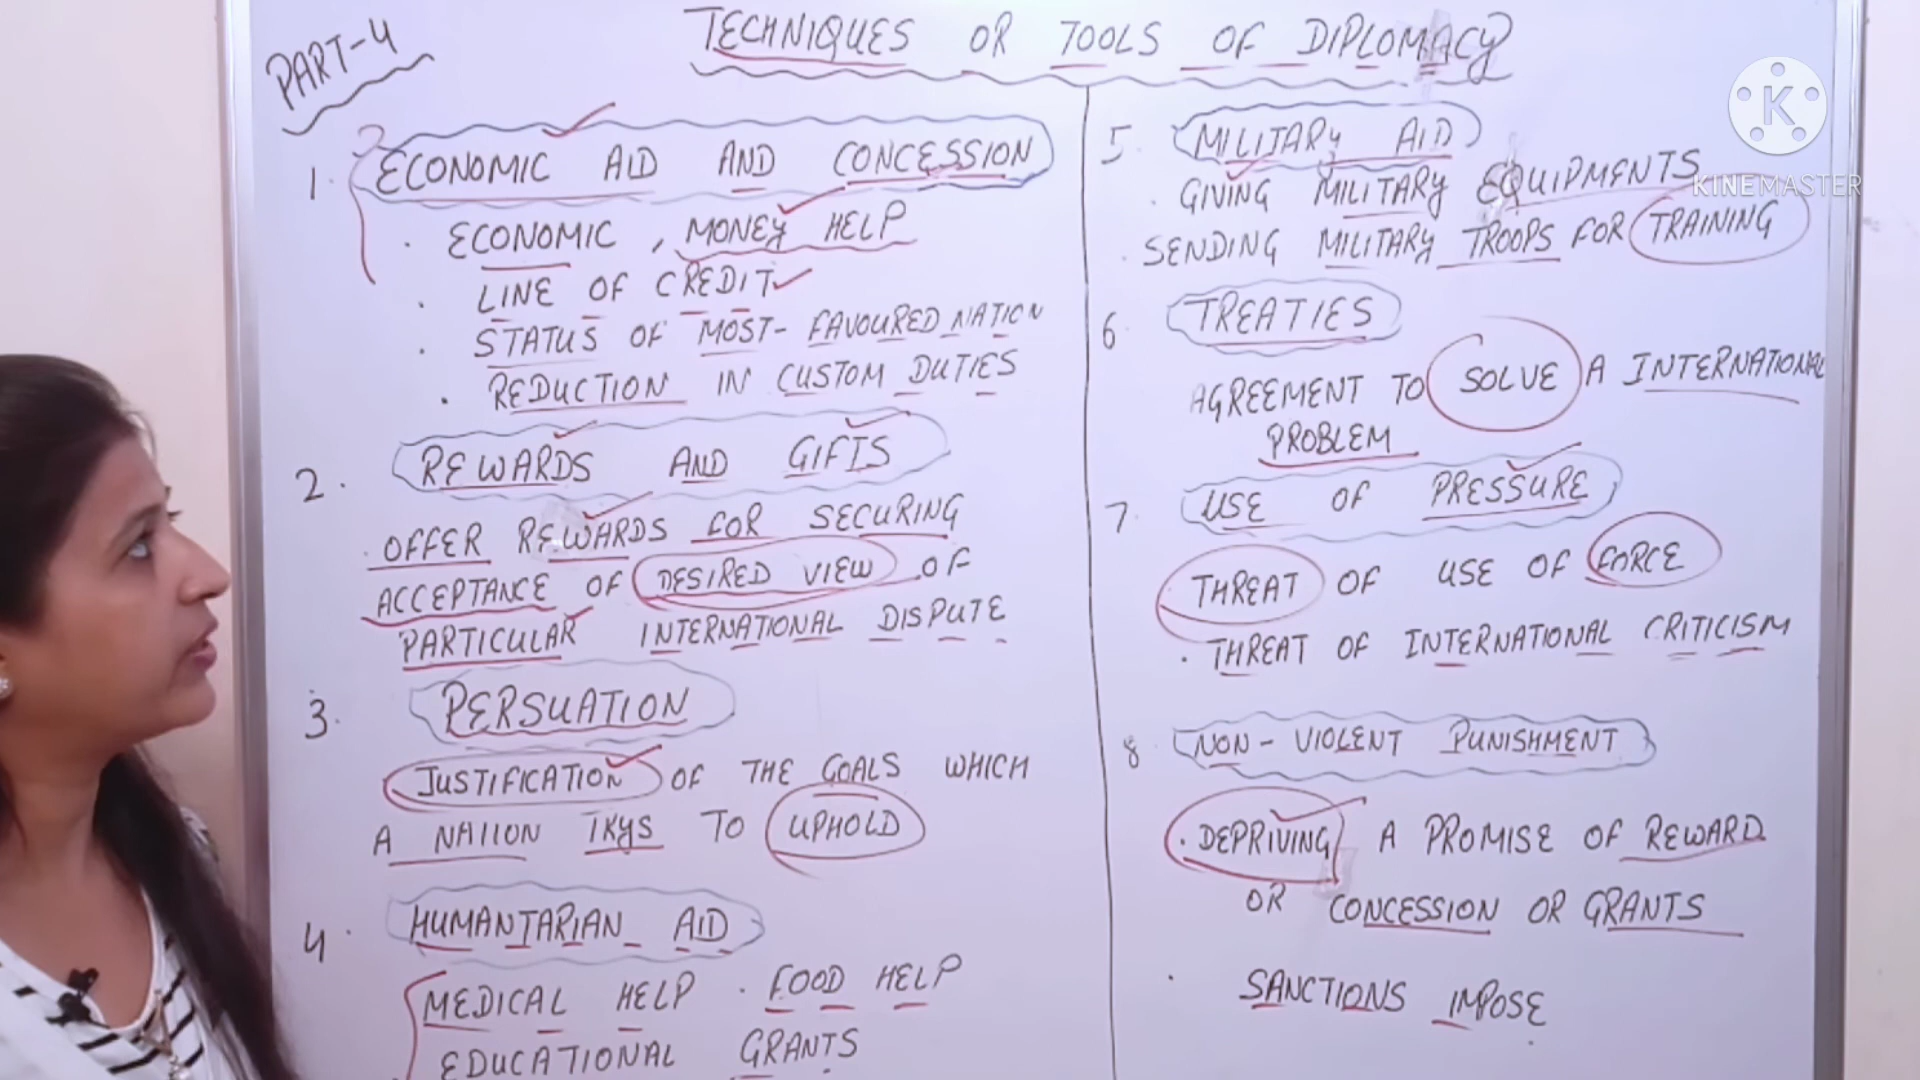 PART-4
TECHNIQUES OR TOOLS OF DIPLOMACY
1. ECONOMIC AID AND CONCESSION
· ECONOMIC, MONEY HELP
· LINE OF CREDIT
· STATUS OF MOST-FAVOURED NATION
· REDUCTION IN CUSTOM DUTIES
2. REWARDS AND GIFTS
· OFFER REWARDS FOR SECURING
ACCEPTANCE OF DESIRED VIEW OF
PARTICULAR INTERNATIONAL DISPUTE
3. PERSUATION
JUSTIFICATION OF THE GOALS WHICH
A NATION TRYS TO UPHOLD
4. HUMANTARIAN AID
MEDICAL HELP · FOOD HELP
EDUCATIONAL GRANTS
5. MILITARY AID
· GIVING MILITARY EQUIPMENTS
· SENDING MILITARY TROOPS FOR TRAINING
6. TREATIES
AGREEMENT TO SOLVE A INTERNATIONAL
PROBLEM
7. USE OF PRESSURE
THREAT OF USE OF FORCE
· THREAT OF INTERNATIONAL CRITICISM
8. NON-VIOLENT PUNISHMENT
· DEPRIVING A PROMISE OF REWARD
OR CONCESSION OR GRANTS
· SANCTIONS IMPOSE
K
KINEMASTER